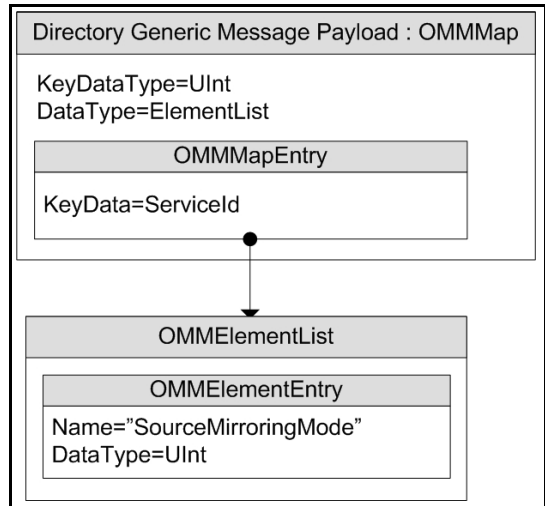 Directory Generic Message Payload : OMMMap
KeyDataType=UInt
DataType=ElementList
OMMMapEntry
KeyData=ServiceId
OMMElementList
OMMElementEntry
Name=”SourceMirroringMode”
DataType=UInt